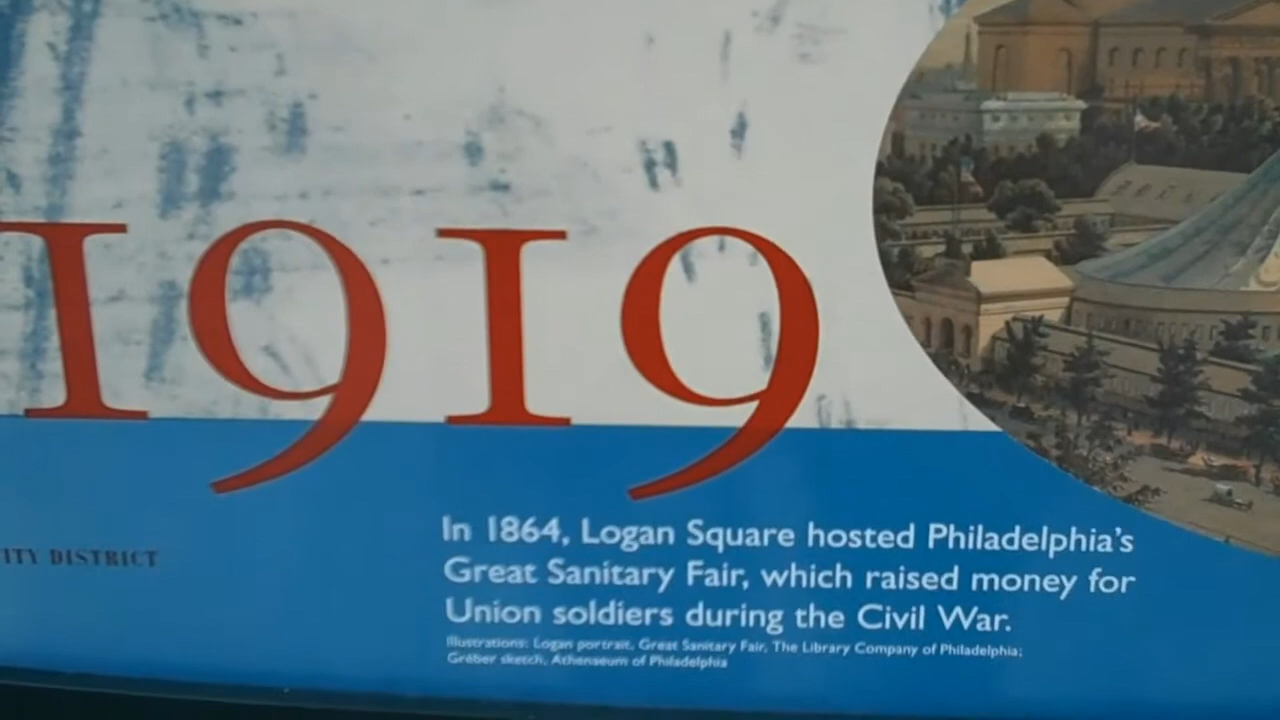 1919
ITY DISTRICT
In 1864, Logan Square hosted Philadelphia's
Great Sanitary Fair, which raised money for
Union soldiers during the Civil War.
Illustrations: Logan portrait, Great Sanitary Fair, The Library Company of Philadelphia;
Gréber sketch, Athenaeum of Philadelphia